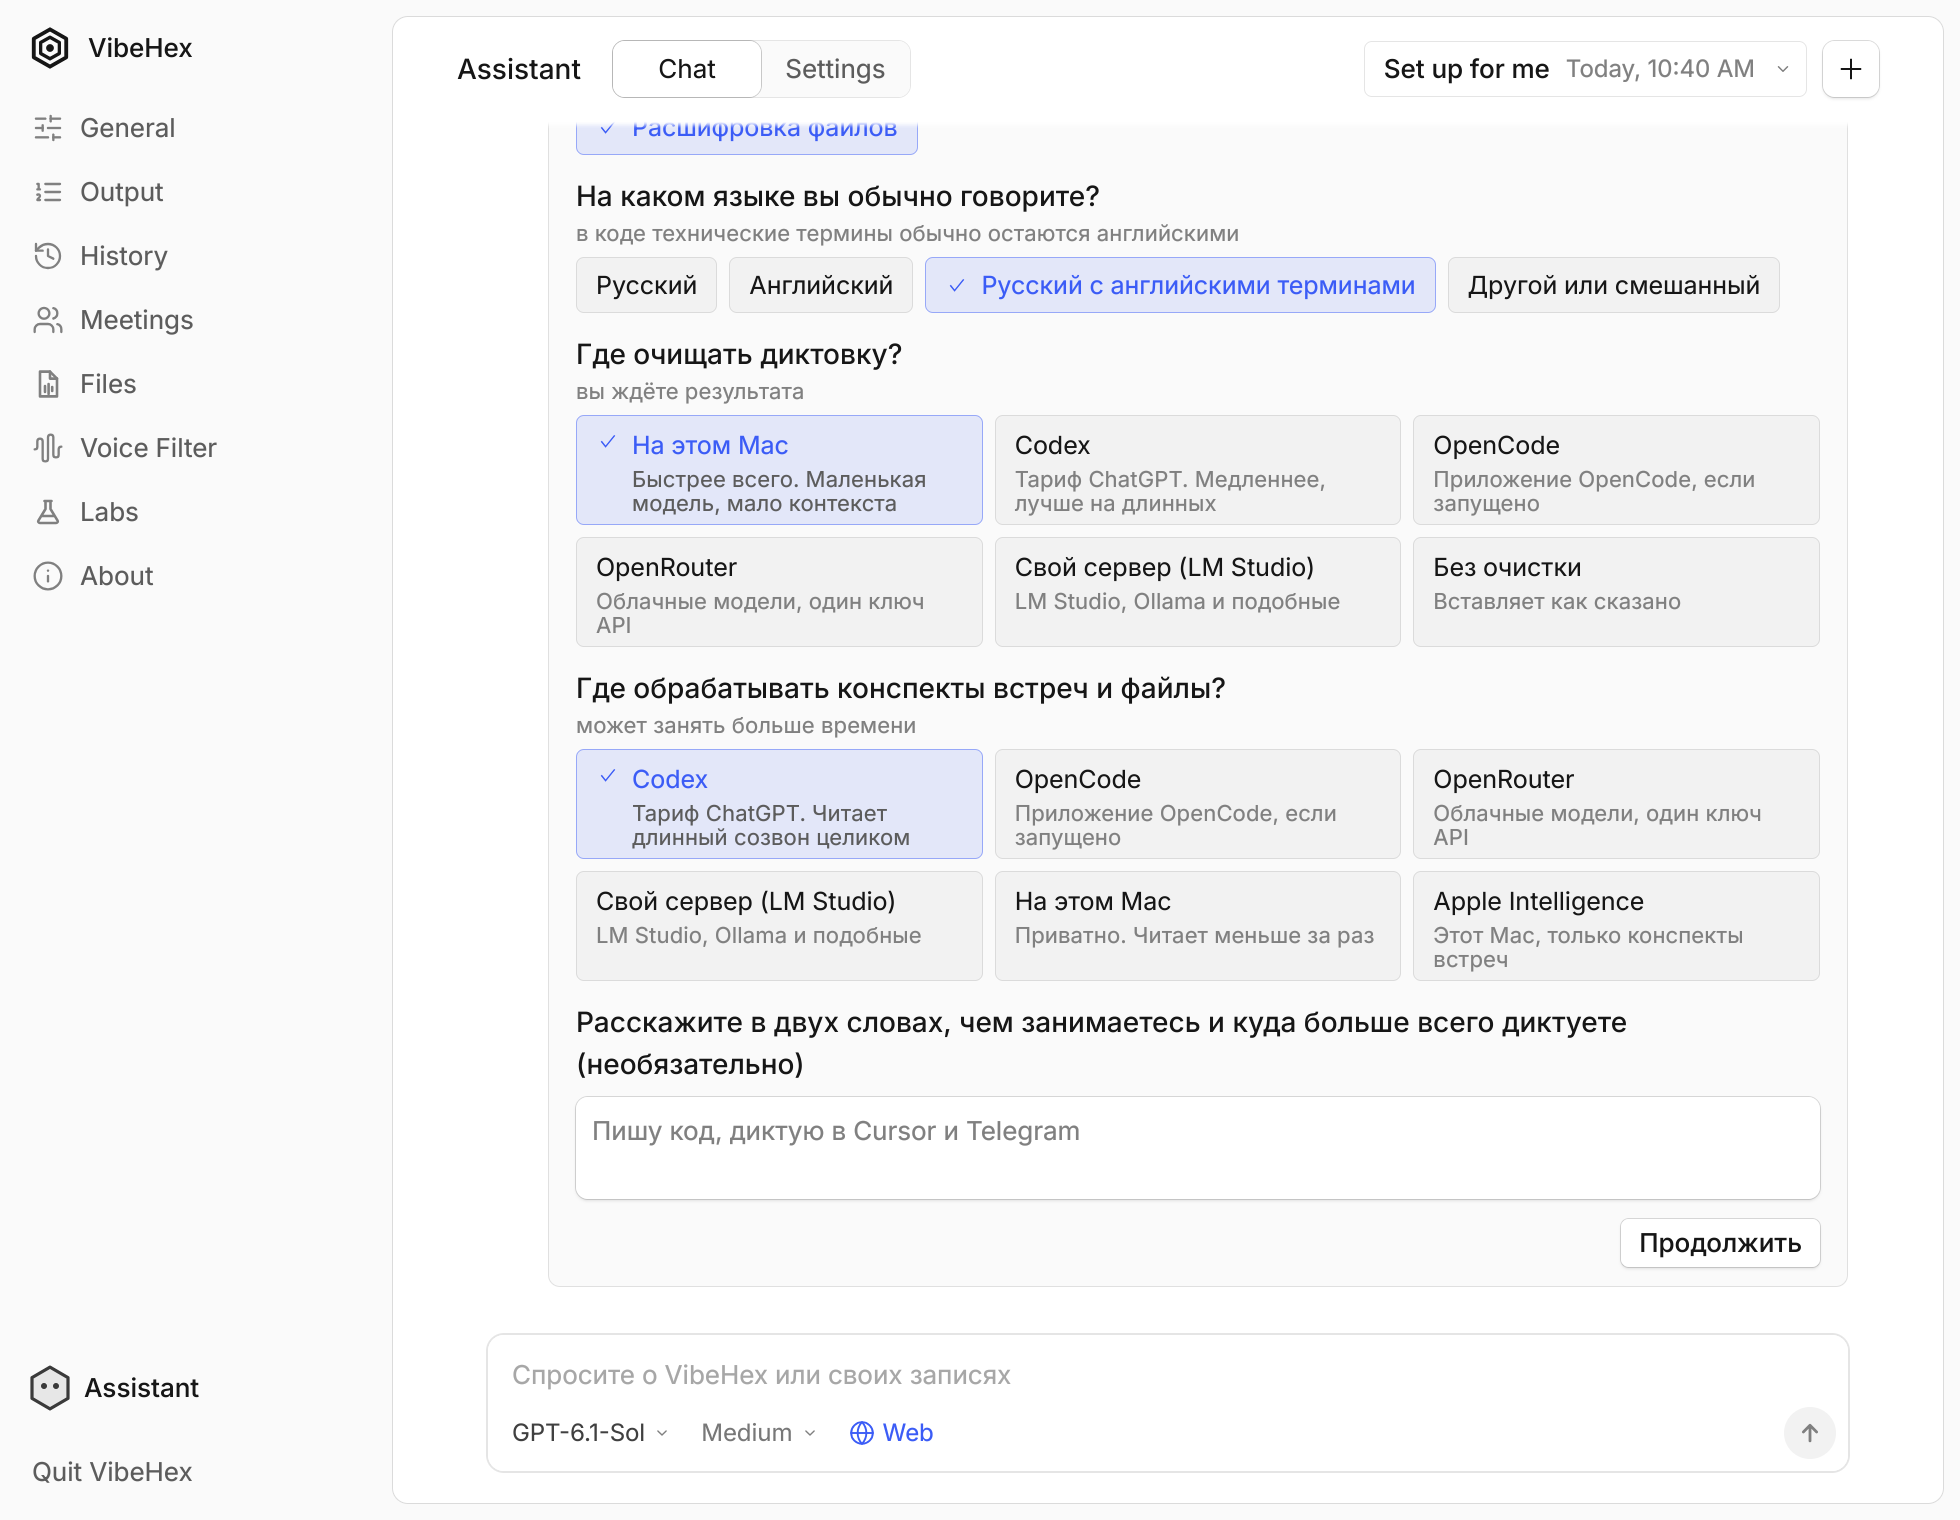 VibeHex
General
Output
History
Meetings
Files
Voice Filter
Labs
About
Assistant
Quit VibeHex
Assistant
Chat
Settings
Set up for me Today, 10:40 AM
Расшифровка файлов
На каком языке вы обычно говорите?
в коде технические термины обычно остаются английскими
Русский
Английский
Русский с английскими терминами
Другой или смешанный
Где очищать диктовку?
вы ждёте результата
На этом Mac
Быстрее всего. Маленькая
модель, мало контекста
Codex
Тариф ChatGPT. Медленнее,
лучше на длинных
OpenCode
Приложение OpenCode, если
запущено
OpenRouter
Облачные модели, один ключ
API
Свой сервер (LM Studio)
LM Studio, Ollama и подобные
Без очистки
Вставляет как сказано
Где обрабатывать конспекты встреч и файлы?
может занять больше времени
Codex
Тариф ChatGPT. Читает
длинный созвон целиком
OpenCode
Приложение OpenCode, если
запущено
OpenRouter
Облачные модели, один ключ
API
Свой сервер (LM Studio)
LM Studio, Ollama и подобные
На этом Mac
Приватно. Читает меньше за раз
Apple Intelligence
Этот Mac, только конспекты
встреч
Расскажите в двух словах, чем занимаетесь и куда больше всего диктуете
(необязательно)
Пишу код, диктую в Cursor и Telegram
Продолжить
Спросите о VibeHex или своих записях
GPT-6.1-Sol
Medium
Web